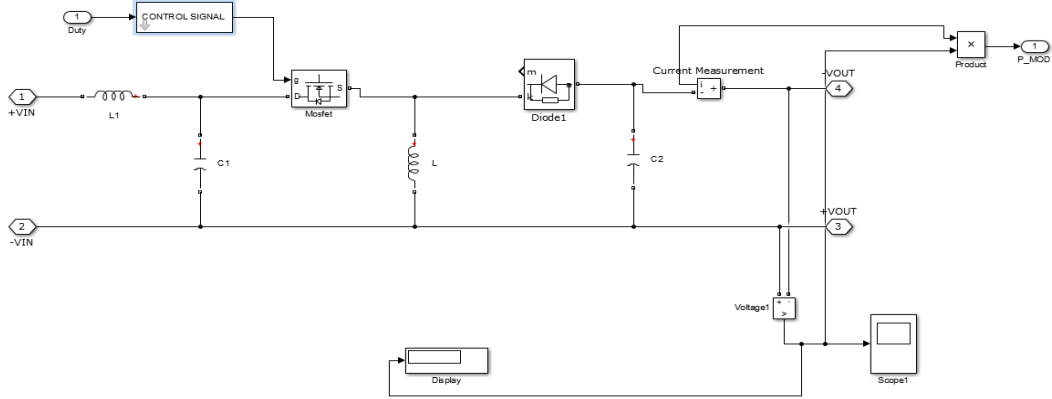 1
Duty
CONTROL SIGNAL
×
Product
1
P_MOD
Current Measurement
-VOUT
4
i
-
+
m
k
Diode1
g
D
S
Mosfet
1
+VIN
L1
C1
L
C2
2
-VIN
+VOUT
3
Voltage1
+
-
v
Scope1
Display